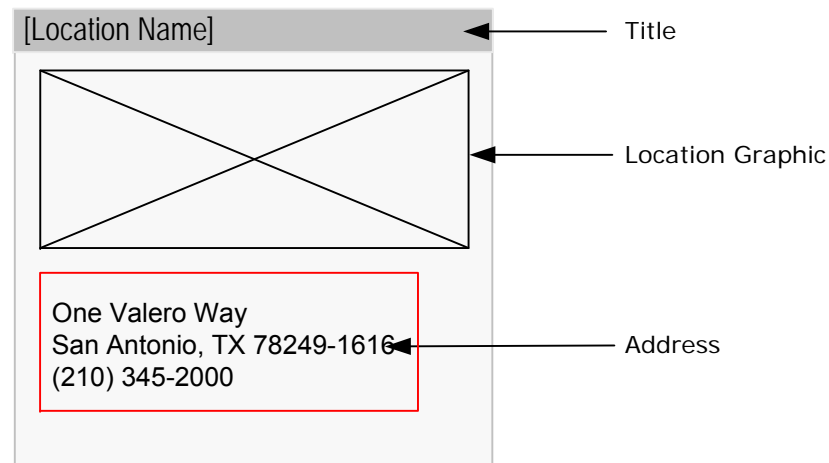 [Location Name]
Title
Location Graphic
One Valero Way
San Antonio, TX 78249-1616
(210) 345-2000
Address